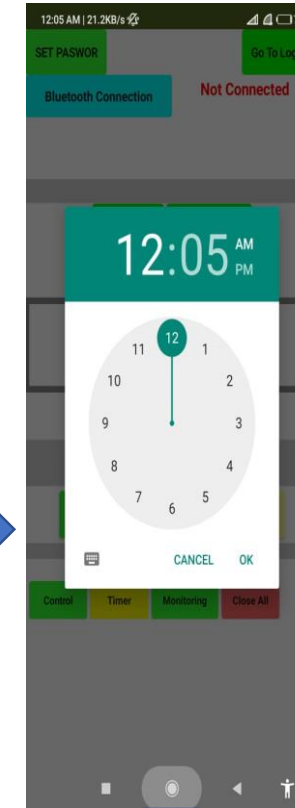 12:05 AM | 21.2KB/s
SET PASWOR
Go To Log
Bluetooth Connection
Not Connected
12:05
AM
PM
12
11
1
10
2
9
3
8
4
7
5
6
CANCEL
OK
Control
Timer
Monitoring
Close All